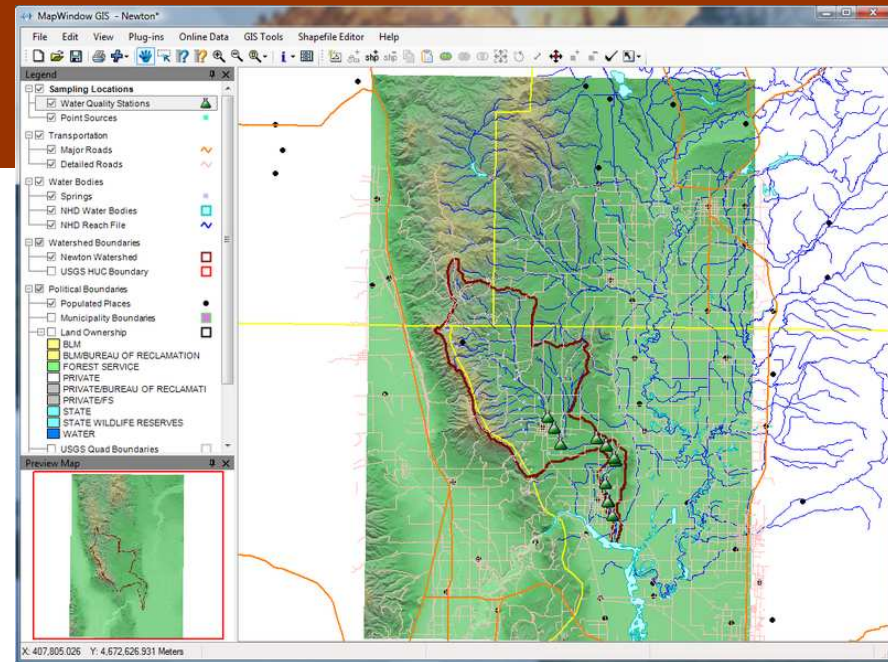 MapWindow GIS - Newton*
File Edit View Plug-ins Online Data GIS Tools Shapefile Editor Help
shp shp
Legend
Sampling Locations
Water Quality Stations
Point Sources
Transportation
Major Roads
Detailed Roads
Water Bodies
Springs
NHD Water Bodies
NHD Reach File
Watershed Boundaries
Newton Watershed
USGS HUC Boundary
Political Boundaries
Populated Places
Municipality Boundaries
Land Ownership
BLM
BLM/BUREAU OF RECLAMATION
FOREST SERVICE
PRIVATE
PRIVATE/BUREAU OF RECLAMATI
PRIVATE/FS
STATE
STATE WILDLIFE RESERVES
WATER
USGS Quad Boundaries
Preview Map
X: 407,805.026 Y: 4,672,626.931 Meters